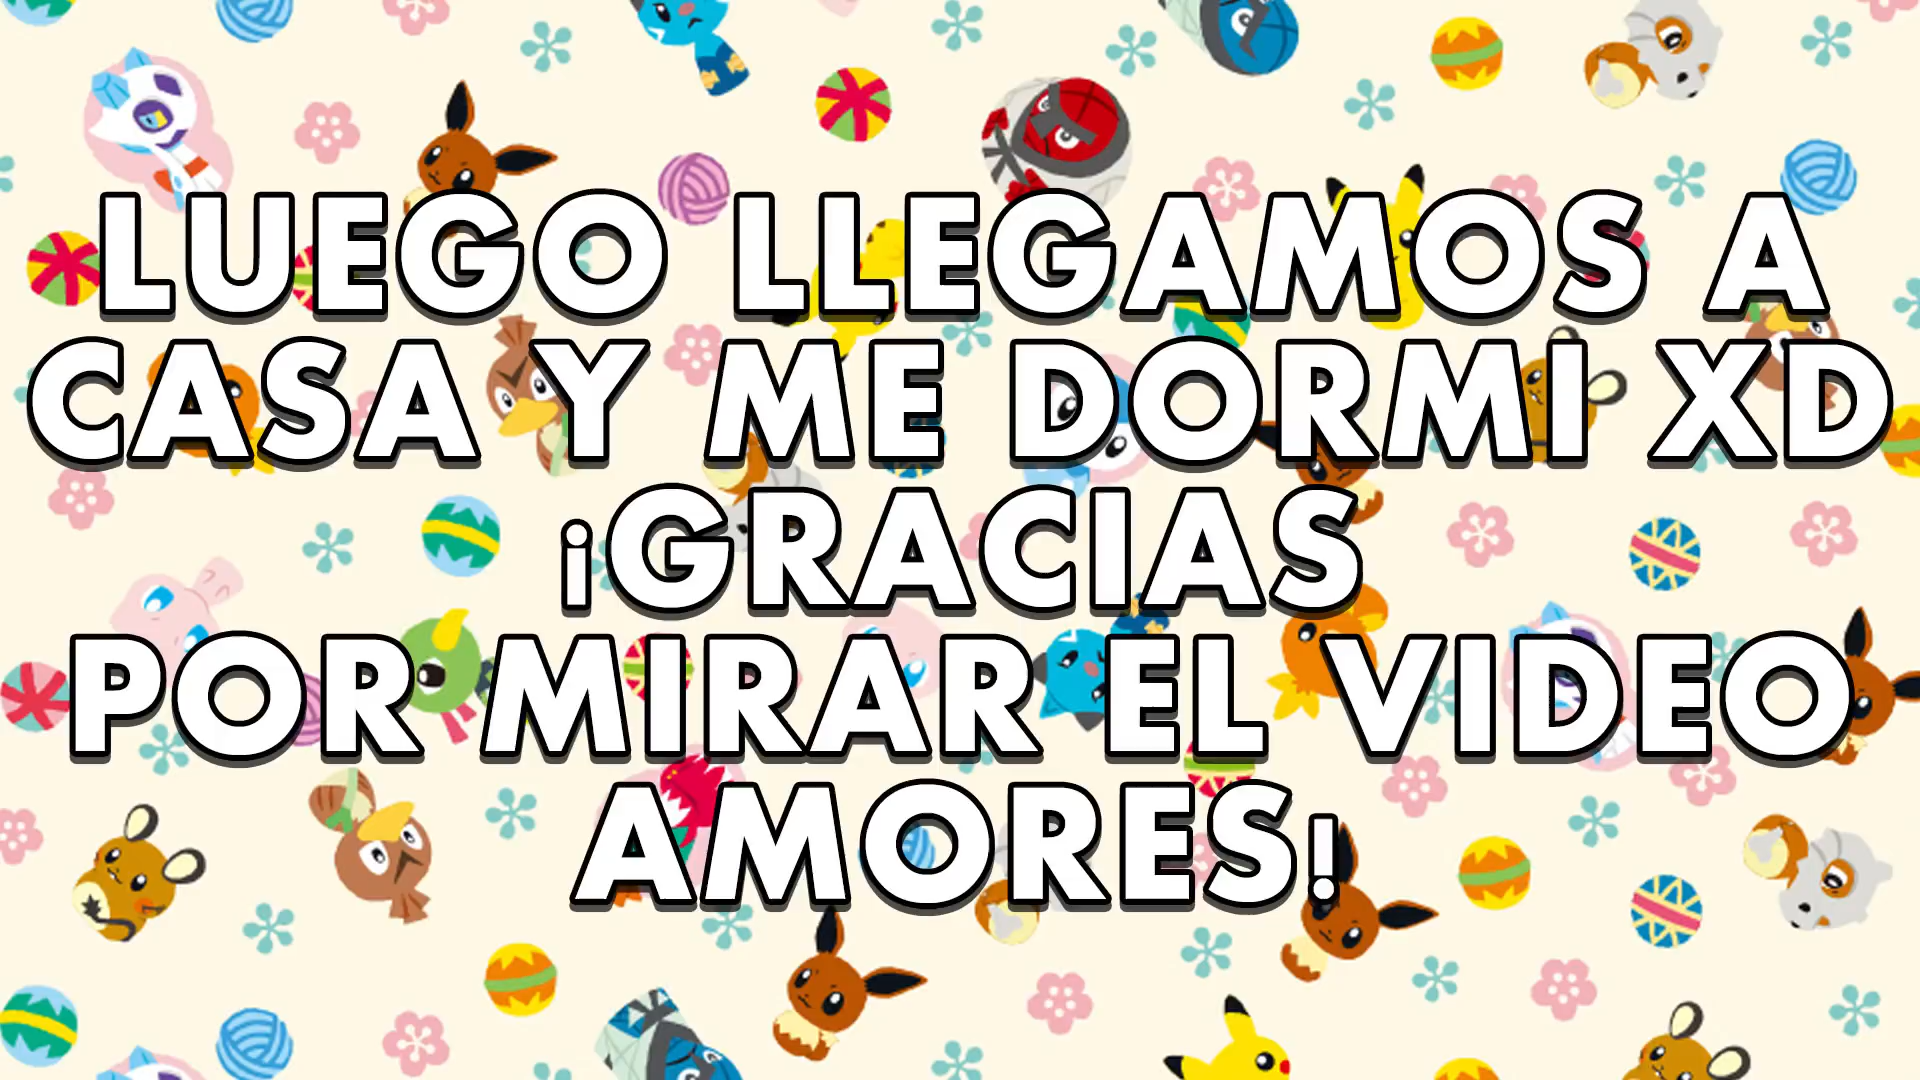 LUEGO LLEGAMOS A
CASA Y ME DORMI XD
¡GRACIAS
POR MIRAR EL VIDEO
AMORES!